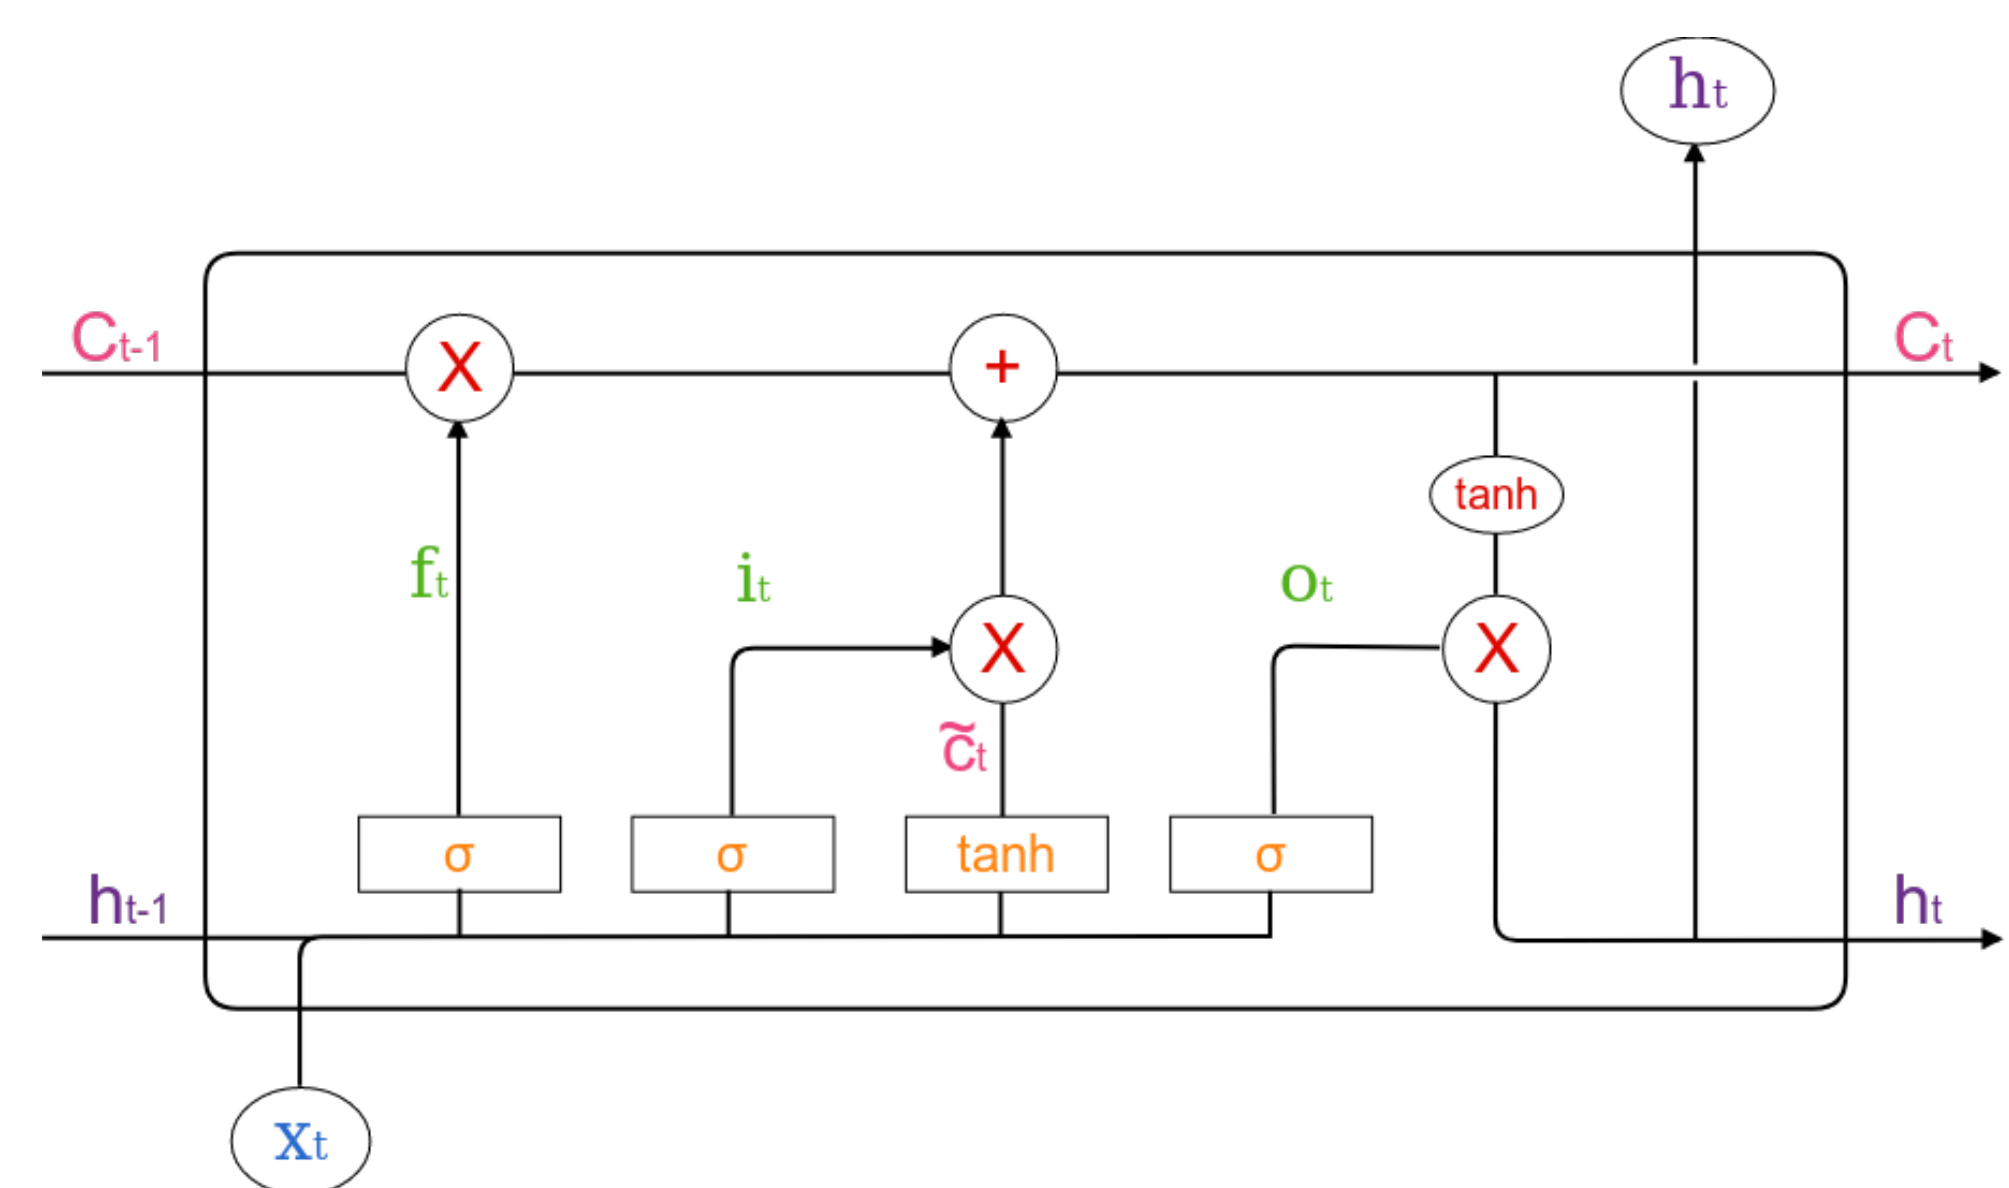 ht
Ct-1
X
+
Ct
tanh
ft
it
ot
X
X
c̃t
σ
σ
tanh
σ
ht-1
ht
xt